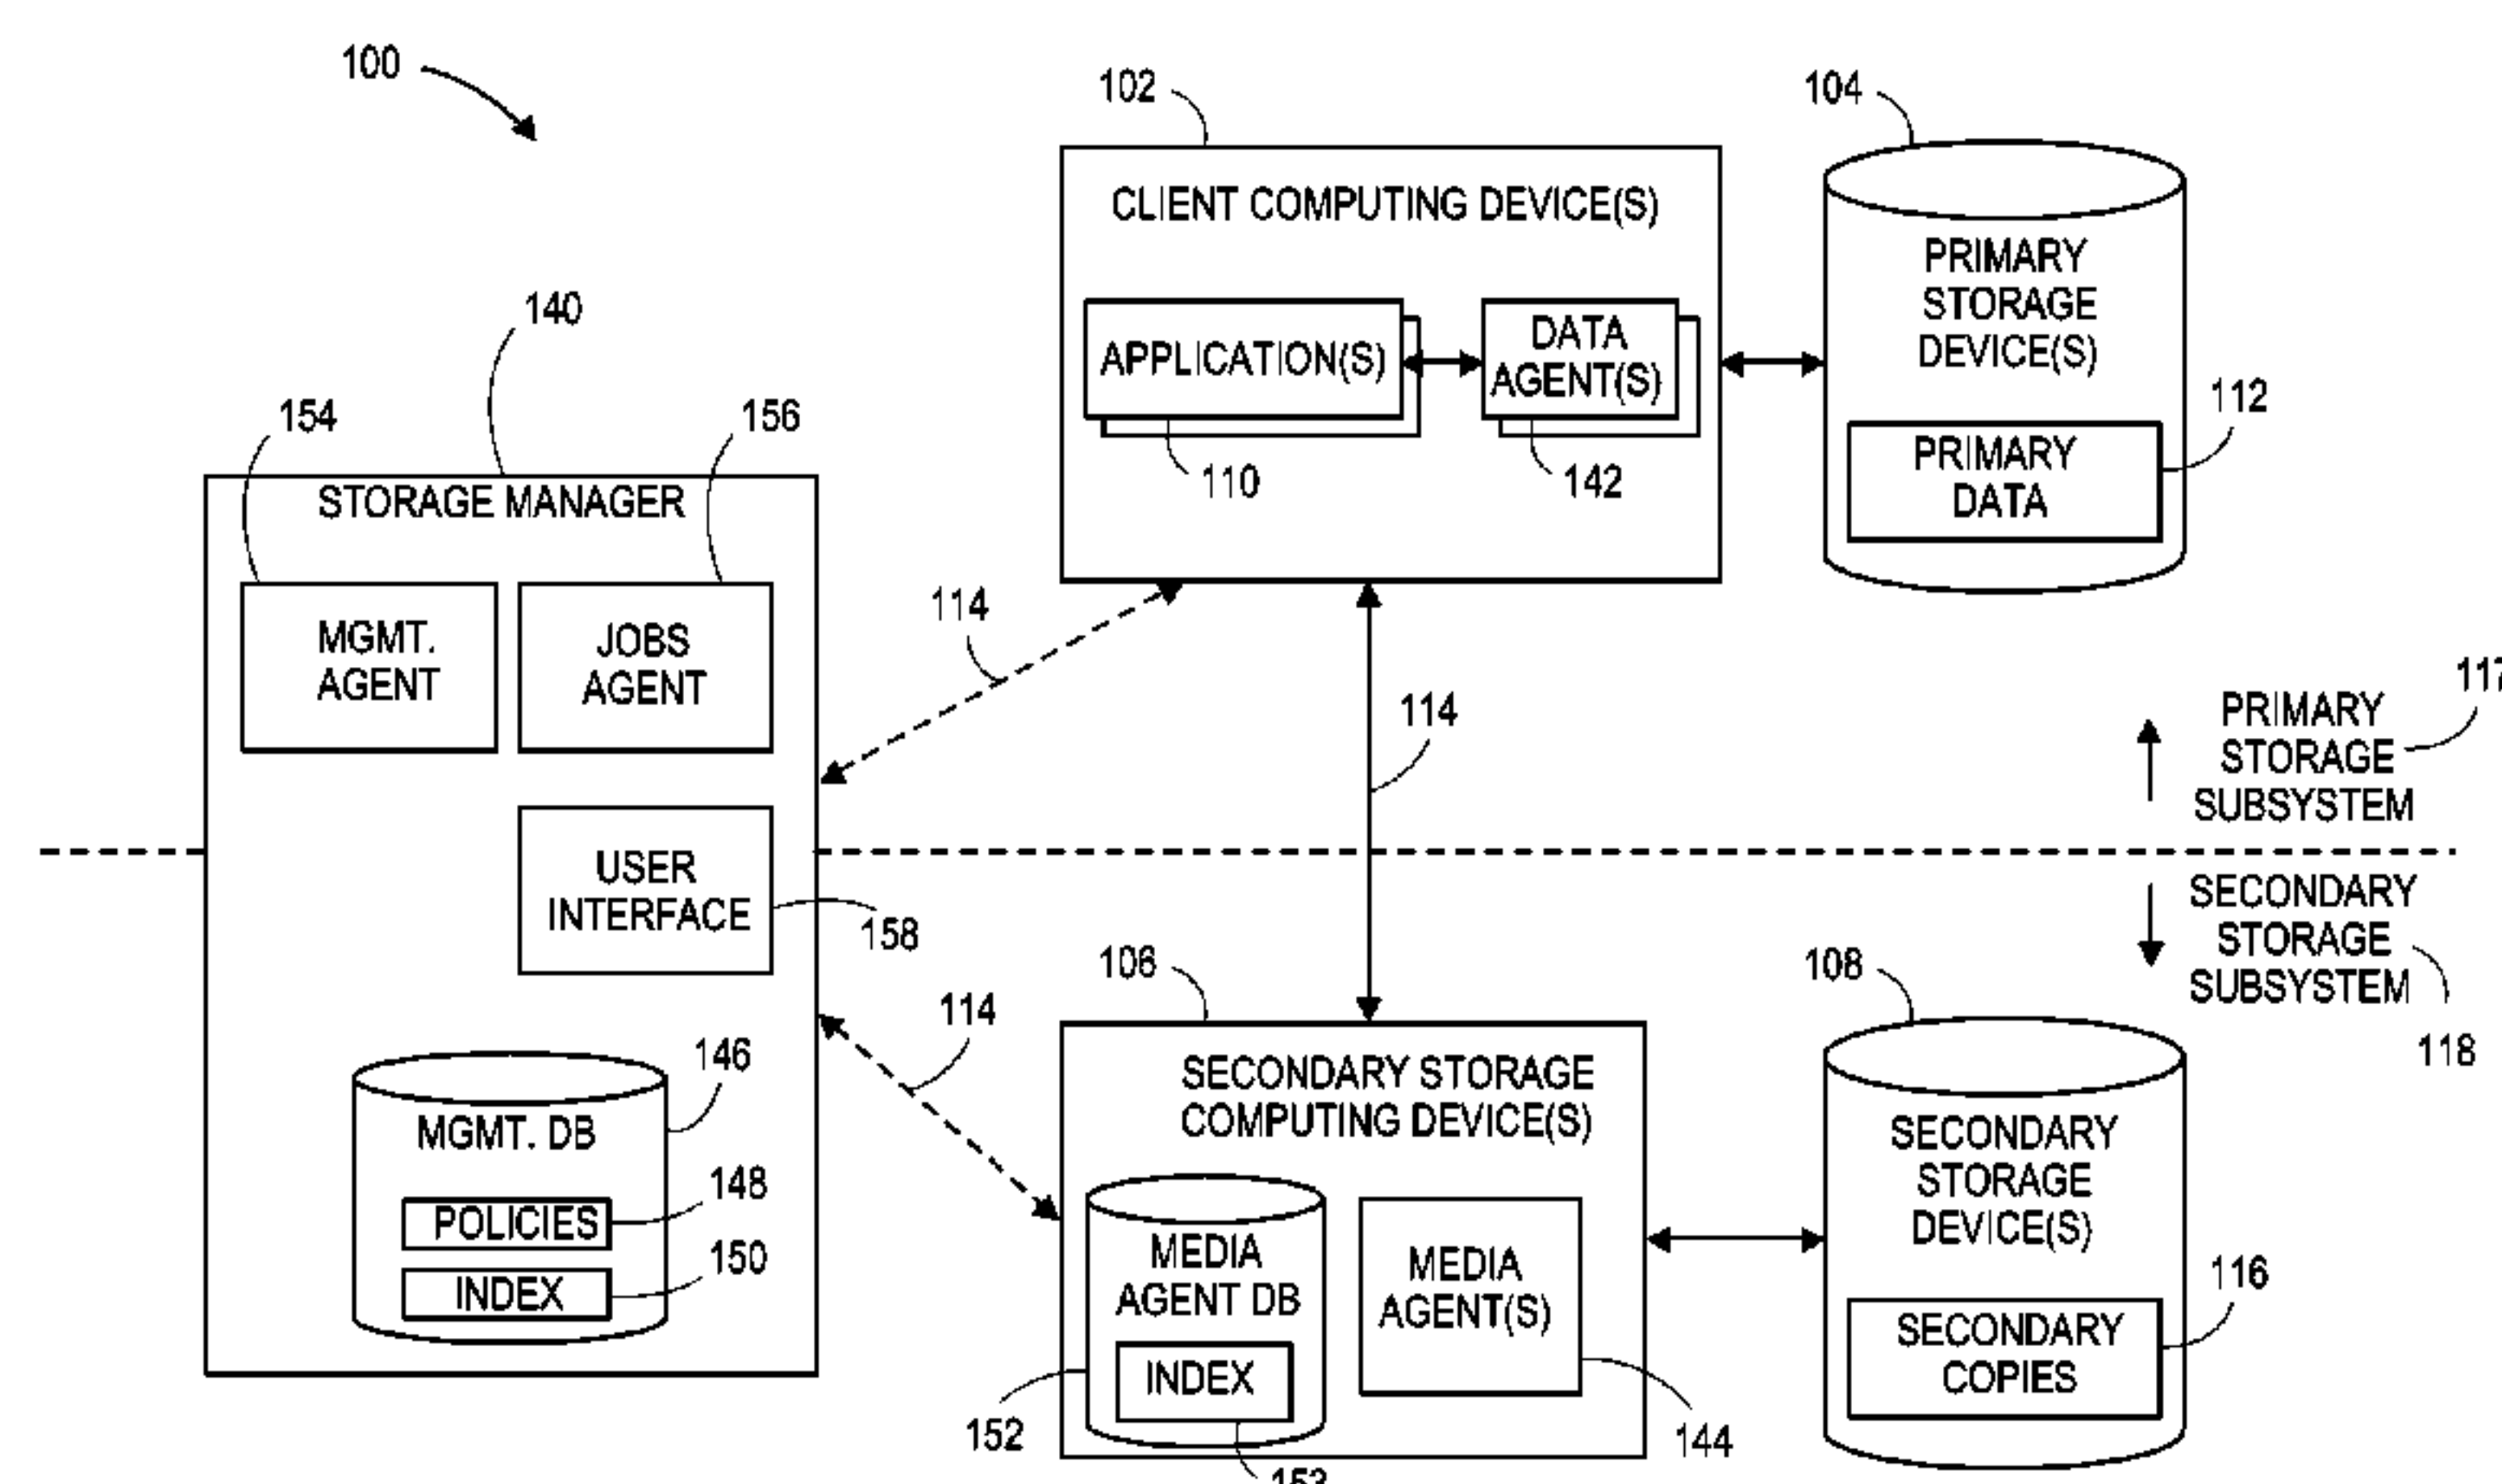 100
102
CLIENT COMPUTING DEVICE(S)
APPLICATION(S)
110
DATA
AGENT(S)
142
104
PRIMARY
STORAGE
DEVICE(S)
PRIMARY
DATA
112
140
154
156
STORAGE MANAGER
MGMT.
AGENT
JOBS
AGENT
114
114
PRIMARY
STORAGE
SUBSYSTEM
117
USER
INTERFACE
158
SECONDARY
STORAGE
SUBSYSTEM
118
114
146
MGMT. DB
POLICIES
148
INDEX
150
106
SECONDARY STORAGE
COMPUTING DEVICE(S)
MEDIA
AGENT DB
INDEX
152
153
MEDIA
AGENT(S)
144
108
SECONDARY
STORAGE
DEVICE(S)
SECONDARY
COPIES
116